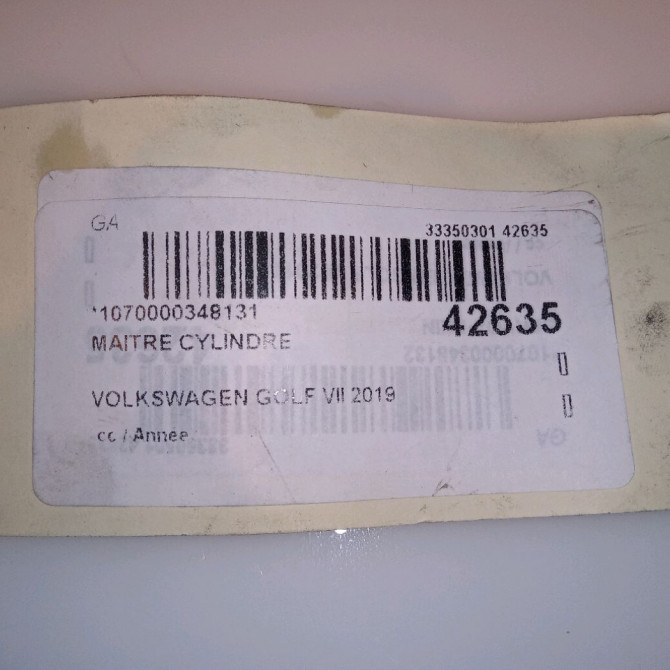 GA
33350301 42635
*1070000348131
42635
MAITRE CYLINDRE
VOLKSWAGEN GOLF VII 2019
cc / Annee